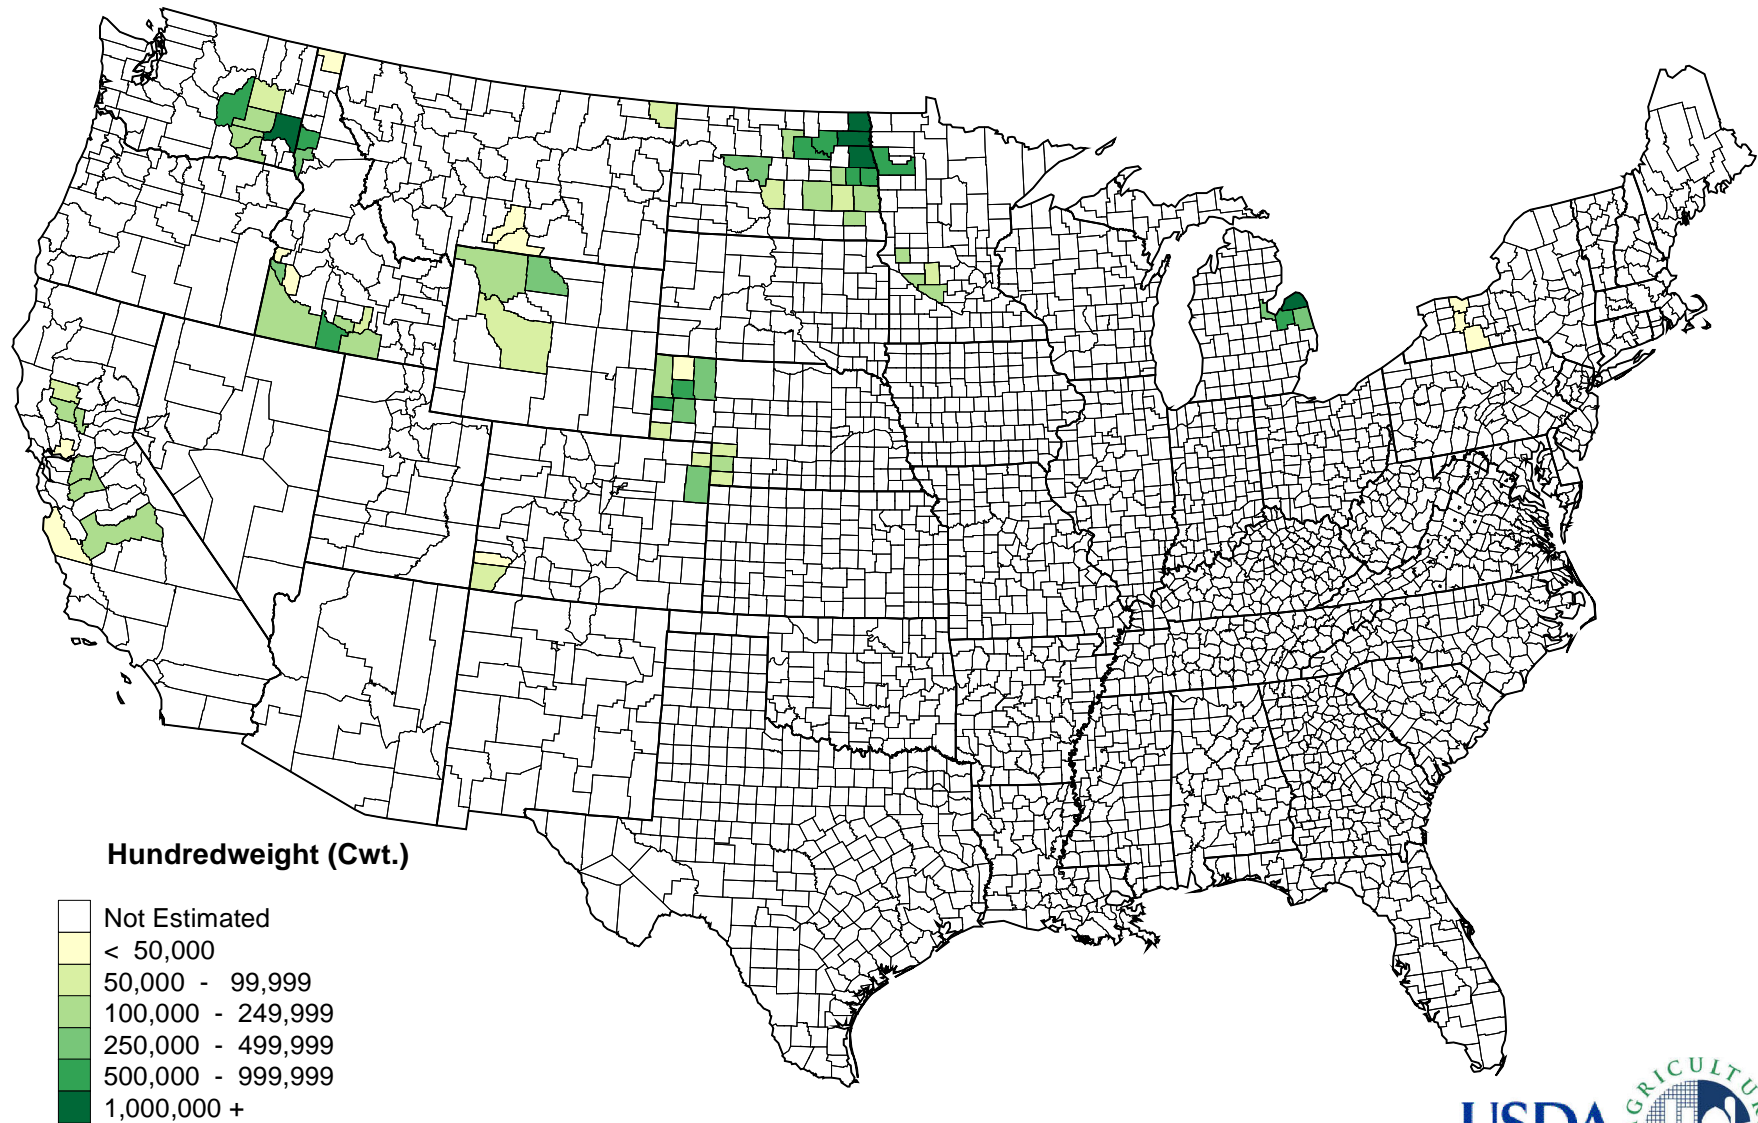 Hundredweight (Cwt.)
Not Estimated
< 50,000
50,000 - 99,999
100,000 - 249,999
250,000 - 499,999
500,000 - 999,999
1,000,000 +
USDA